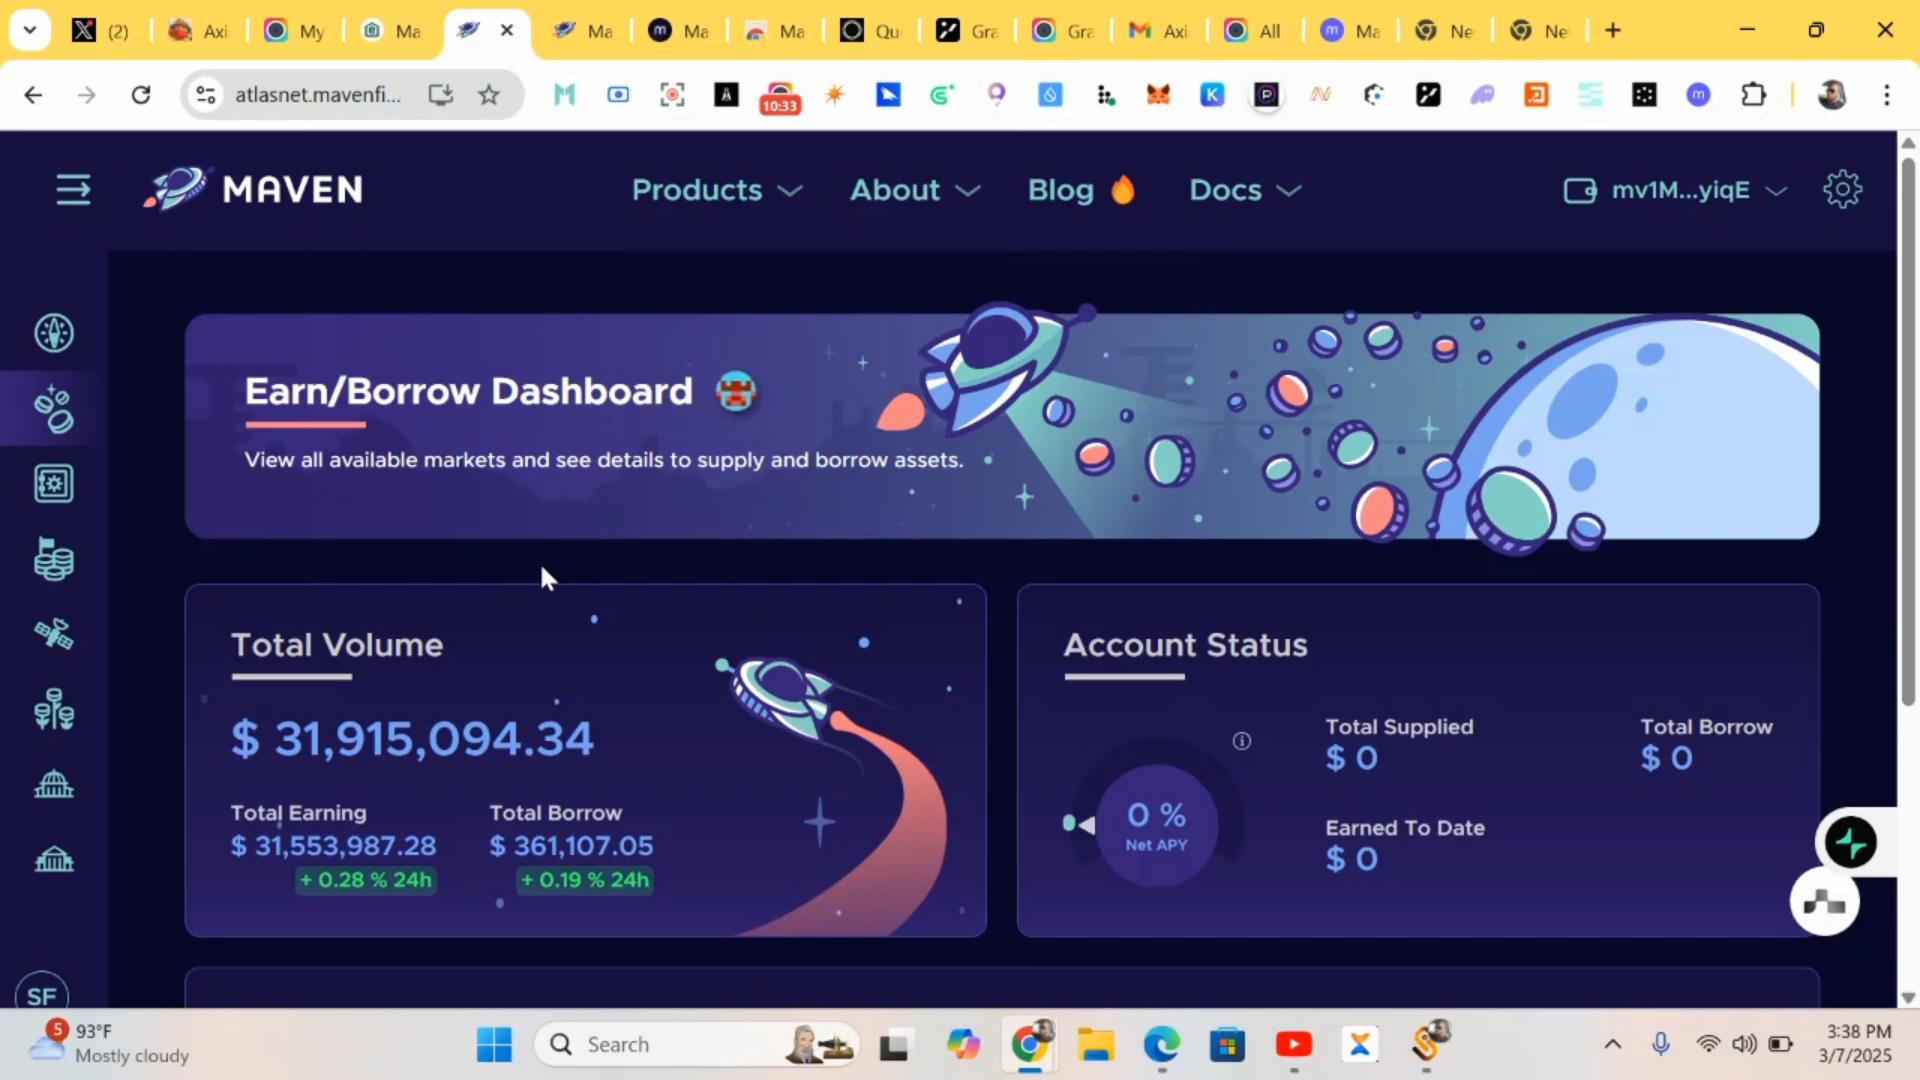 (2)
Axi
My
Ma
Ma
Ma
Ma
Qu
Gra
Gra
Axi
All
Ma
Ne
Ne
atlasnet.mavenfi...
10:33
MAVEN
Products
About
Blog
Docs
mv1M...yiqE
Earn/Borrow Dashboard
View all available markets and see details to supply and borrow assets.
Total Volume
$ 31,915,094.34
Total Earning
Total Borrow
$ 31,553,987.28
$ 361,107.05
+ 0.28 % 24h
+ 0.19 % 24h
Account Status
0 %
Net APY
Total Supplied
$ 0
Total Borrow
$ 0
Earned To Date
$ 0
SF
5
93°F
Mostly cloudy
Search
3:38 PM
3/7/2025